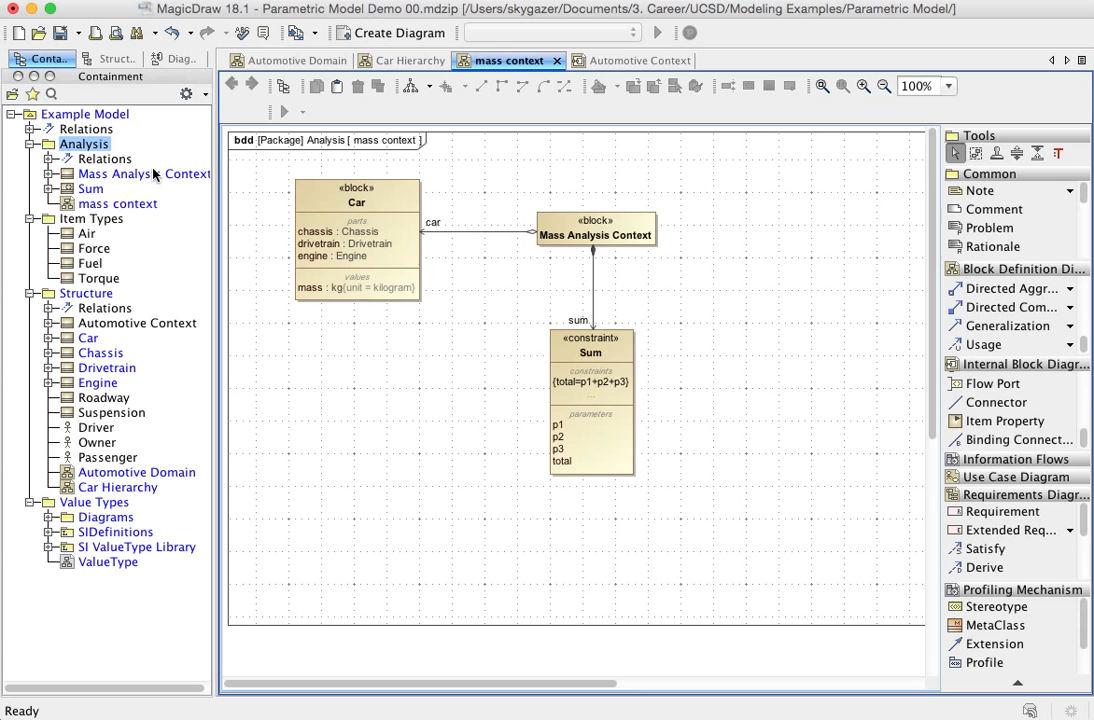 MagicDraw 18.1 - Parametric Model Demo 00.mdzip [/Users/skygazer/Documents/3. Career/UCSD/Modeling Examples/Parametric Model/]
Create Diagram
Conta...
Struct...
Diag...
Automotive Domain
Car Hierarchy
mass context
Automotive Context
Containment
100%
Example Model
Relations
Analysis
Relations
Mass Analysis Context
Sum
mass context
Item Types
Air
Force
Fuel
Torque
Structure
Relations
Automotive Context
Car
Chassis
Drivetrain
Engine
Roadway
Suspension
Driver
Owner
Passenger
Automotive Domain
Car Hierarchy
Value Types
Diagrams
SIDefinitions
SI ValueType Library
ValueType
bdd [Package] Analysis [ mass context ]
«block»
Car
parts
chassis : Chassis
drivetrain : Drivetrain
engine : Engine
values
mass : kg{unit = kilogram}
car
«block»
Mass Analysis Context
sum
«constraint»
Sum
constraints
{total=p1+p2+p3}
...
parameters
p1
p2
p3
total
Tools
Common
Note
Comment
Problem
Rationale
Block Definition Di...
Directed Aggr...
Directed Com...
Generalization
Usage
Internal Block Diagr...
Flow Port
Connector
Item Property
Binding Connect...
Information Flows
Use Case Diagram
Requirements Diagr...
Requirement
Extended Req...
Satisfy
Derive
Profiling Mechanism
Stereotype
MetaClass
Extension
Profile
Ready